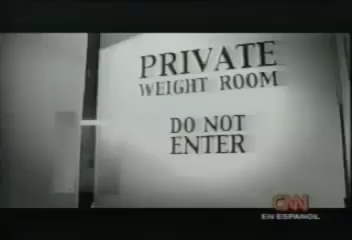 PRIVATE
WEIGHT ROOM
DO NOT
ENTER
CNN
EN ESPAÑOL